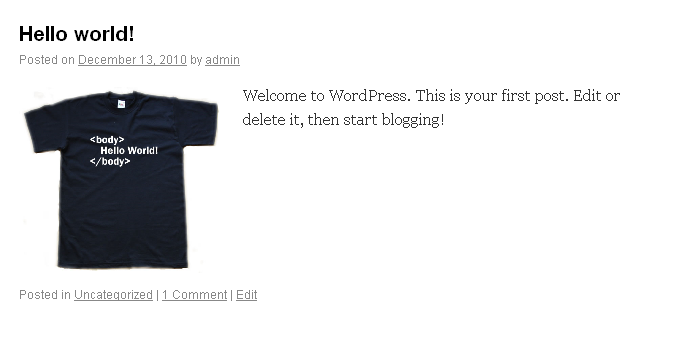 Hello world!
Posted on December 13, 2010 by admin
Welcome to WordPress. This is your first post. Edit or
delete it, then start blogging!
<body>
Hello World!
</body>
Posted in Uncategorized | 1 Comment | Edit